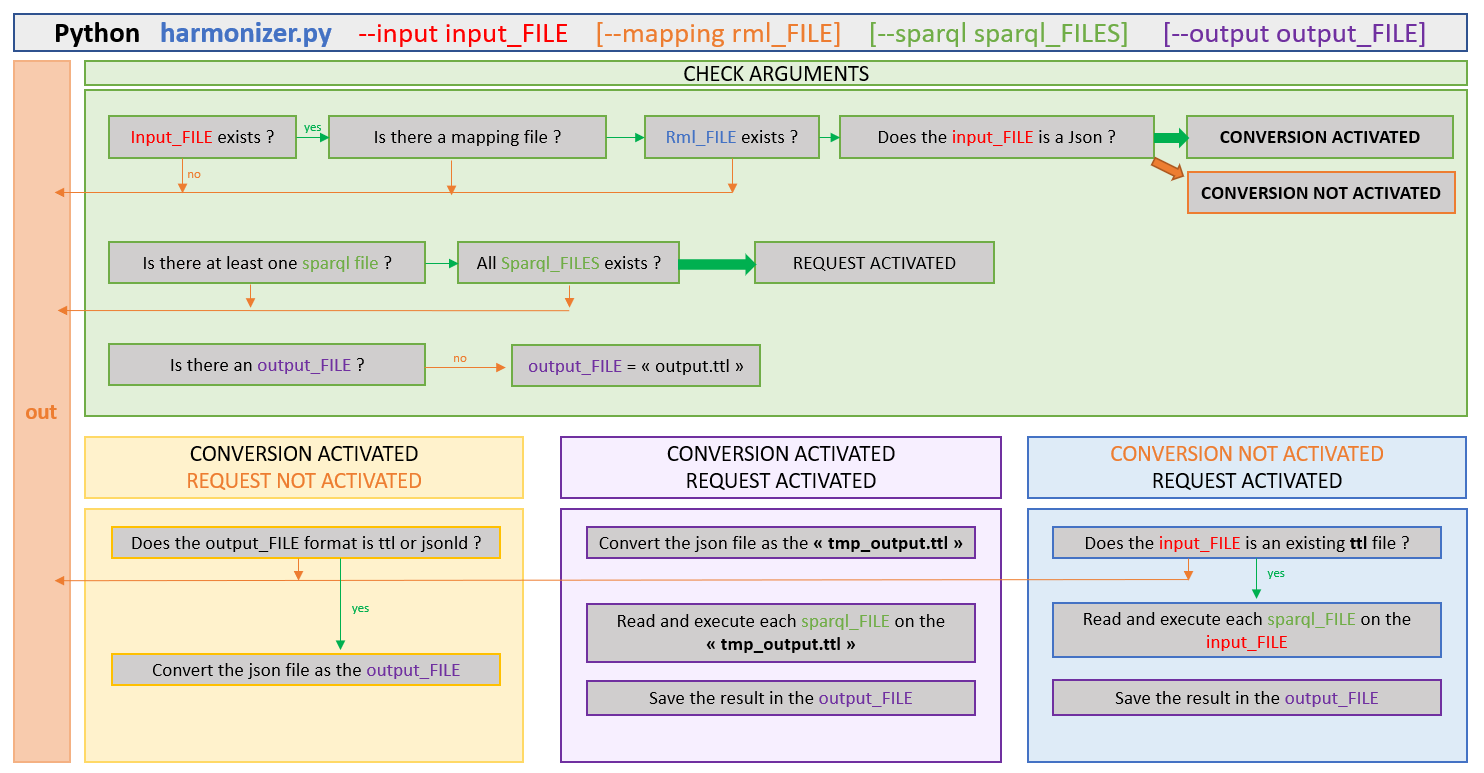 Python harmonizer.py --input input_FILE [--mapping rml_FILE] [--sparql sparql_FILES] [--output output_FILE]
CHECK ARGUMENTS
Input_FILE exists ?
yes
Is there a mapping file ?
Rml_FILE exists ?
Does the input_FILE is a Json ?
CONVERSION ACTIVATED
no
CONVERSION NOT ACTIVATED
Is there at least one sparql file ?
All Sparql_FILES exists ?
REQUEST ACTIVATED
Is there an output_FILE ?
no
output_FILE = « output.ttl »
out
CONVERSION ACTIVATED
REQUEST NOT ACTIVATED
Does the output_FILE format is ttl or jsonld ?
yes
Convert the json file as the output_FILE
CONVERSION ACTIVATED
REQUEST ACTIVATED
Convert the json file as the « tmp_output.ttl »
Read and execute each sparql_FILE on the
« tmp_output.ttl »
Save the result in the output_FILE
CONVERSION NOT ACTIVATED
REQUEST ACTIVATED
Does the input_FILE is an existing ttl file ?
yes
Read and execute each sparql_FILE on the
input_FILE
Save the result in the output_FILE